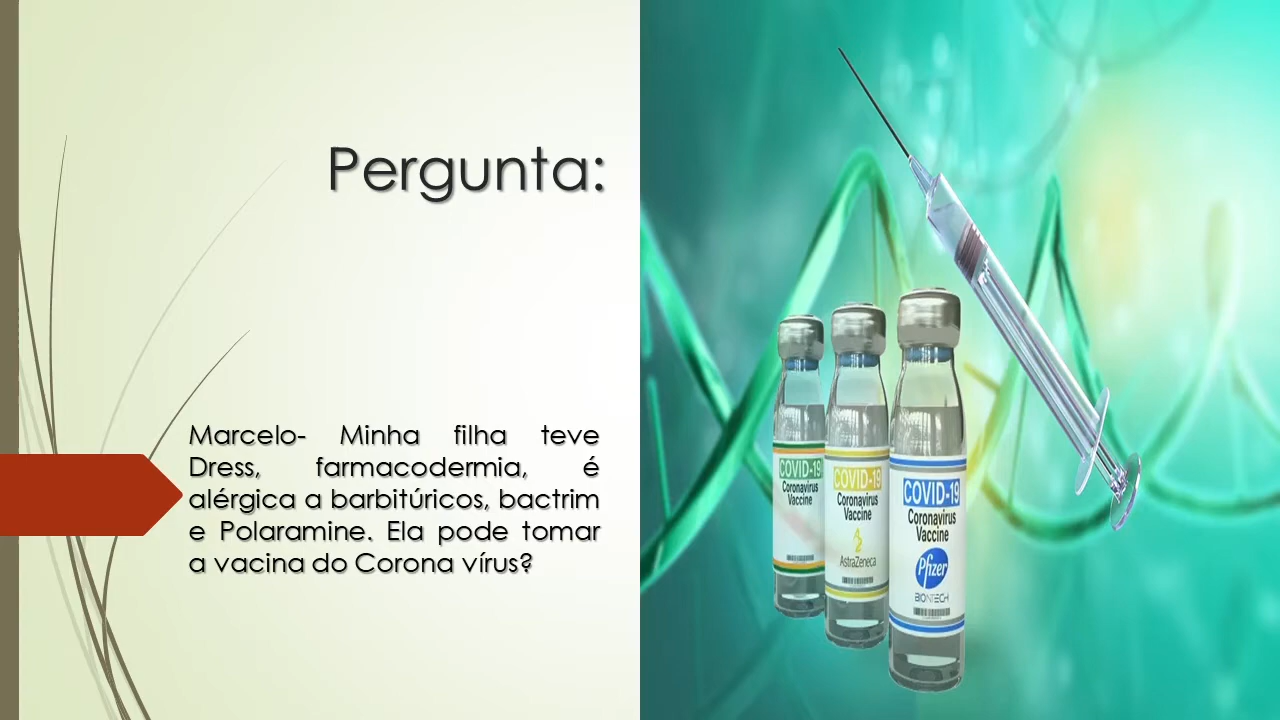 Pergunta:
Marcelo- Minha filha teve
Dress, farmacodermia, é
alérgica a barbitúricos, bactrim
e Polaramine. Ela pode tomar
a vacina do Corona vírus?
COVID-19
Coronavirus
Vaccine
COVID-19
Coronavirus
Vaccine
AstraZeneca
COVID-19
Coronavirus
Vaccine
Pfizer
BIONTECH